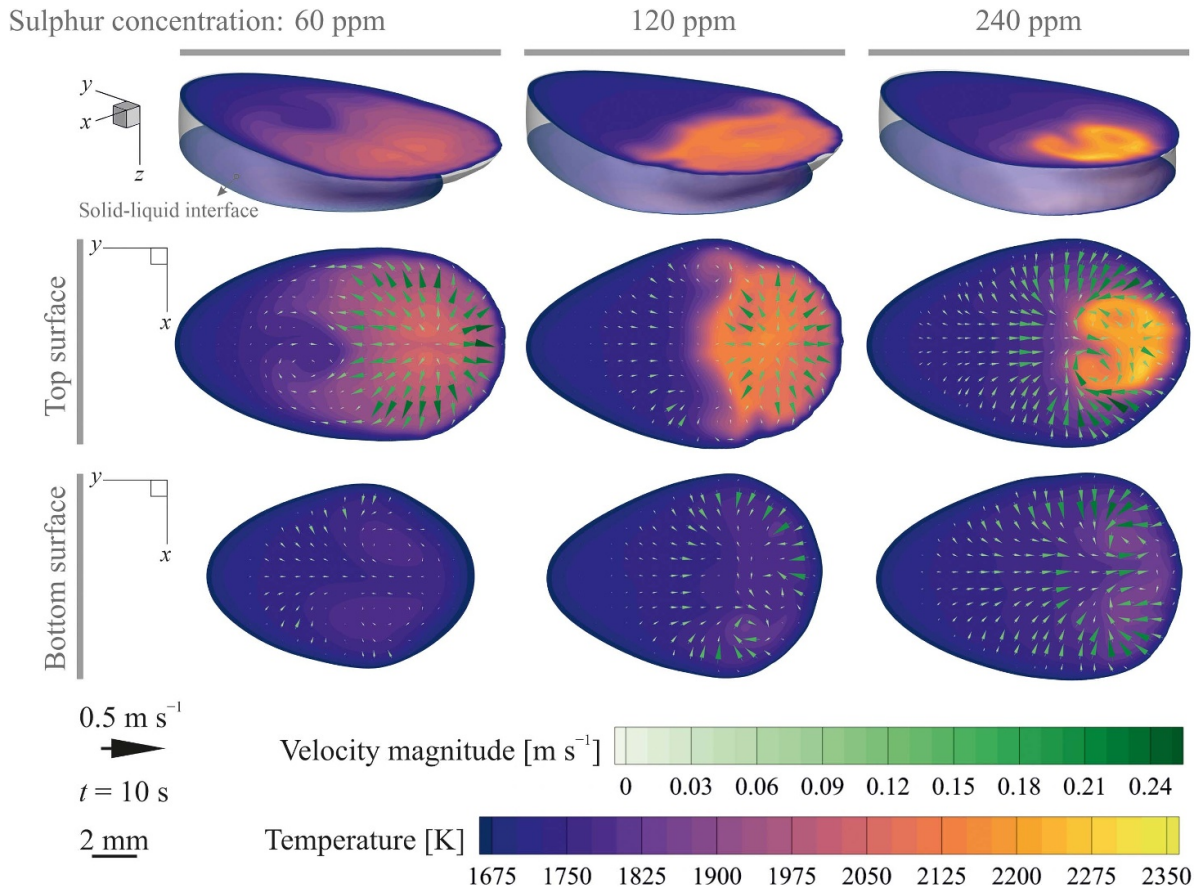 Sulphur concentration: 60 ppm 120 ppm 240 ppm
y
x
z
Solid-liquid interface
Top surface
y
x
y
x
y
x
Bottom surface
y
x
y
x
y
x
0.5 m s⁻¹
t = 10 s
2 mm
Velocity magnitude [m s⁻¹]
0 0.03 0.06 0.09 0.12 0.15 0.18 0.21 0.24
Temperature [K]
1675 1750 1825 1900 1975 2050 2125 2200 2275 2350